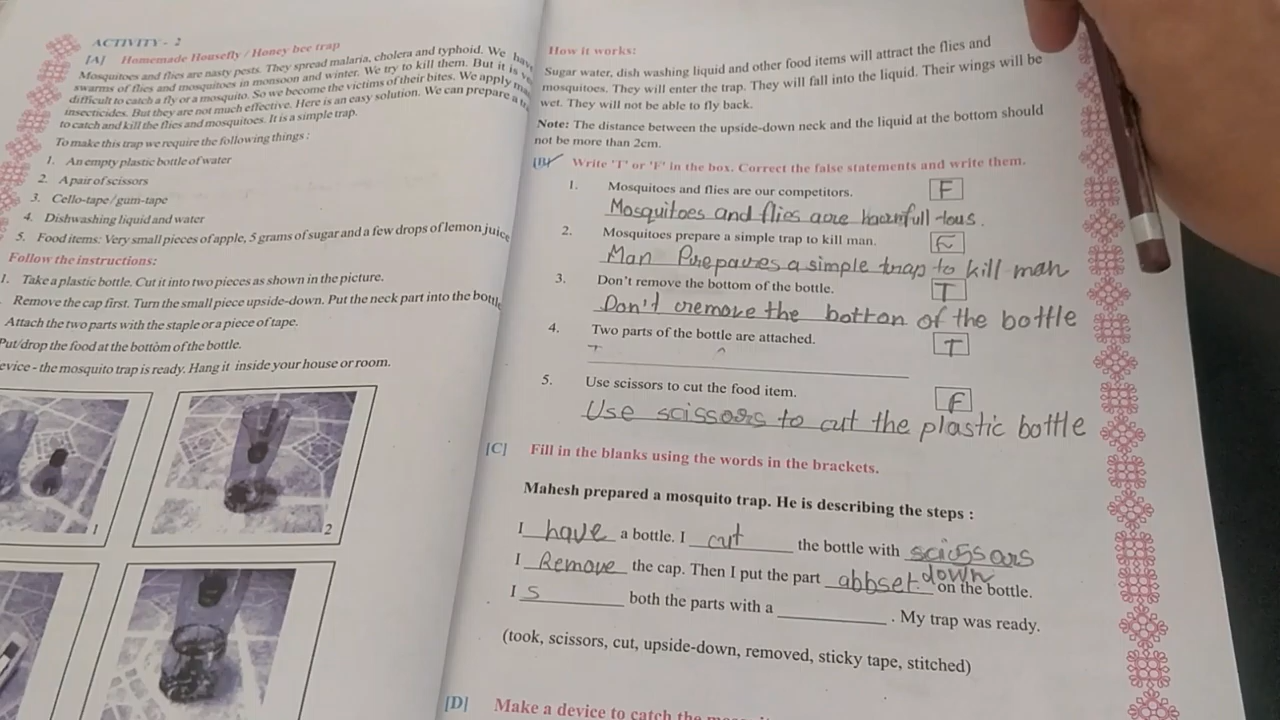 ACTIVITY - 2
[A] Homemade Housefly / Honey bee trap
Mosquitoes and flies are nasty pests. They spread malaria, cholera and typhoid. We have
swarms of flies and mosquitoes in monsoon and winter. We try to kill them. But it is
difficult to catch a fly or a mosquito. So we become the victims of their bites. We apply
insecticides. But they are not much effective. Here is an easy solution. We can prepare a
to catch and kill the flies and mosquitoes. It is a simple trap.
To make this trap we require the following things :
1. An empty plastic bottle of water
2. A pair of scissors
3. Cello-tape / gum-tape
4. Dishwashing liquid and water
5. Food items: Very small pieces of apple, 5 grams of sugar and a few drops of lemon juice
Follow the instructions:
1. Take a plastic bottle. Cut it into two pieces as shown in the picture.
Remove the cap first. Turn the small piece upside-down. Put the neck part into the bottle
Attach the two parts with the staple or a piece of tape.
Put/drop the food at the bottom of the bottle.
evice - the mosquito trap is ready. Hang it inside your house or room.
1
2
How it works:
Sugar water, dish washing liquid and other food items will attract the flies and
mosquitoes. They will enter the trap. They will fall into the liquid. Their wings will be
wet. They will not be able to fly back.
Note: The distance between the upside-down neck and the liquid at the bottom should
not be more than 2cm.
[B] Write 'T' or 'F' in the box. Correct the false statements and write them.
1. Mosquitoes and flies are our competitors. F
Mosquitoes and flies are harmfull -tous.
2. Mosquitoes prepare a simple trap to kill man. F
Man Prepares a simple trap to kill man
3. Don't remove the bottom of the bottle. T
Don't remove the botton of the bottle
4. Two parts of the bottle are attached. T
5. Use scissors to cut the food item. F
Use scissors to cut the plastic bottle
[C] Fill in the blanks using the words in the brackets.
Mahesh prepared a mosquito trap. He is describing the steps :
I have a bottle. I cut the bottle with scissors
I Remove the cap. Then I put the part abbset down on the bottle.
I s both the parts with a . My trap was ready.
(took, scissors, cut, upside-down, removed, sticky tape, stitched)
[D] Make a device to catch the